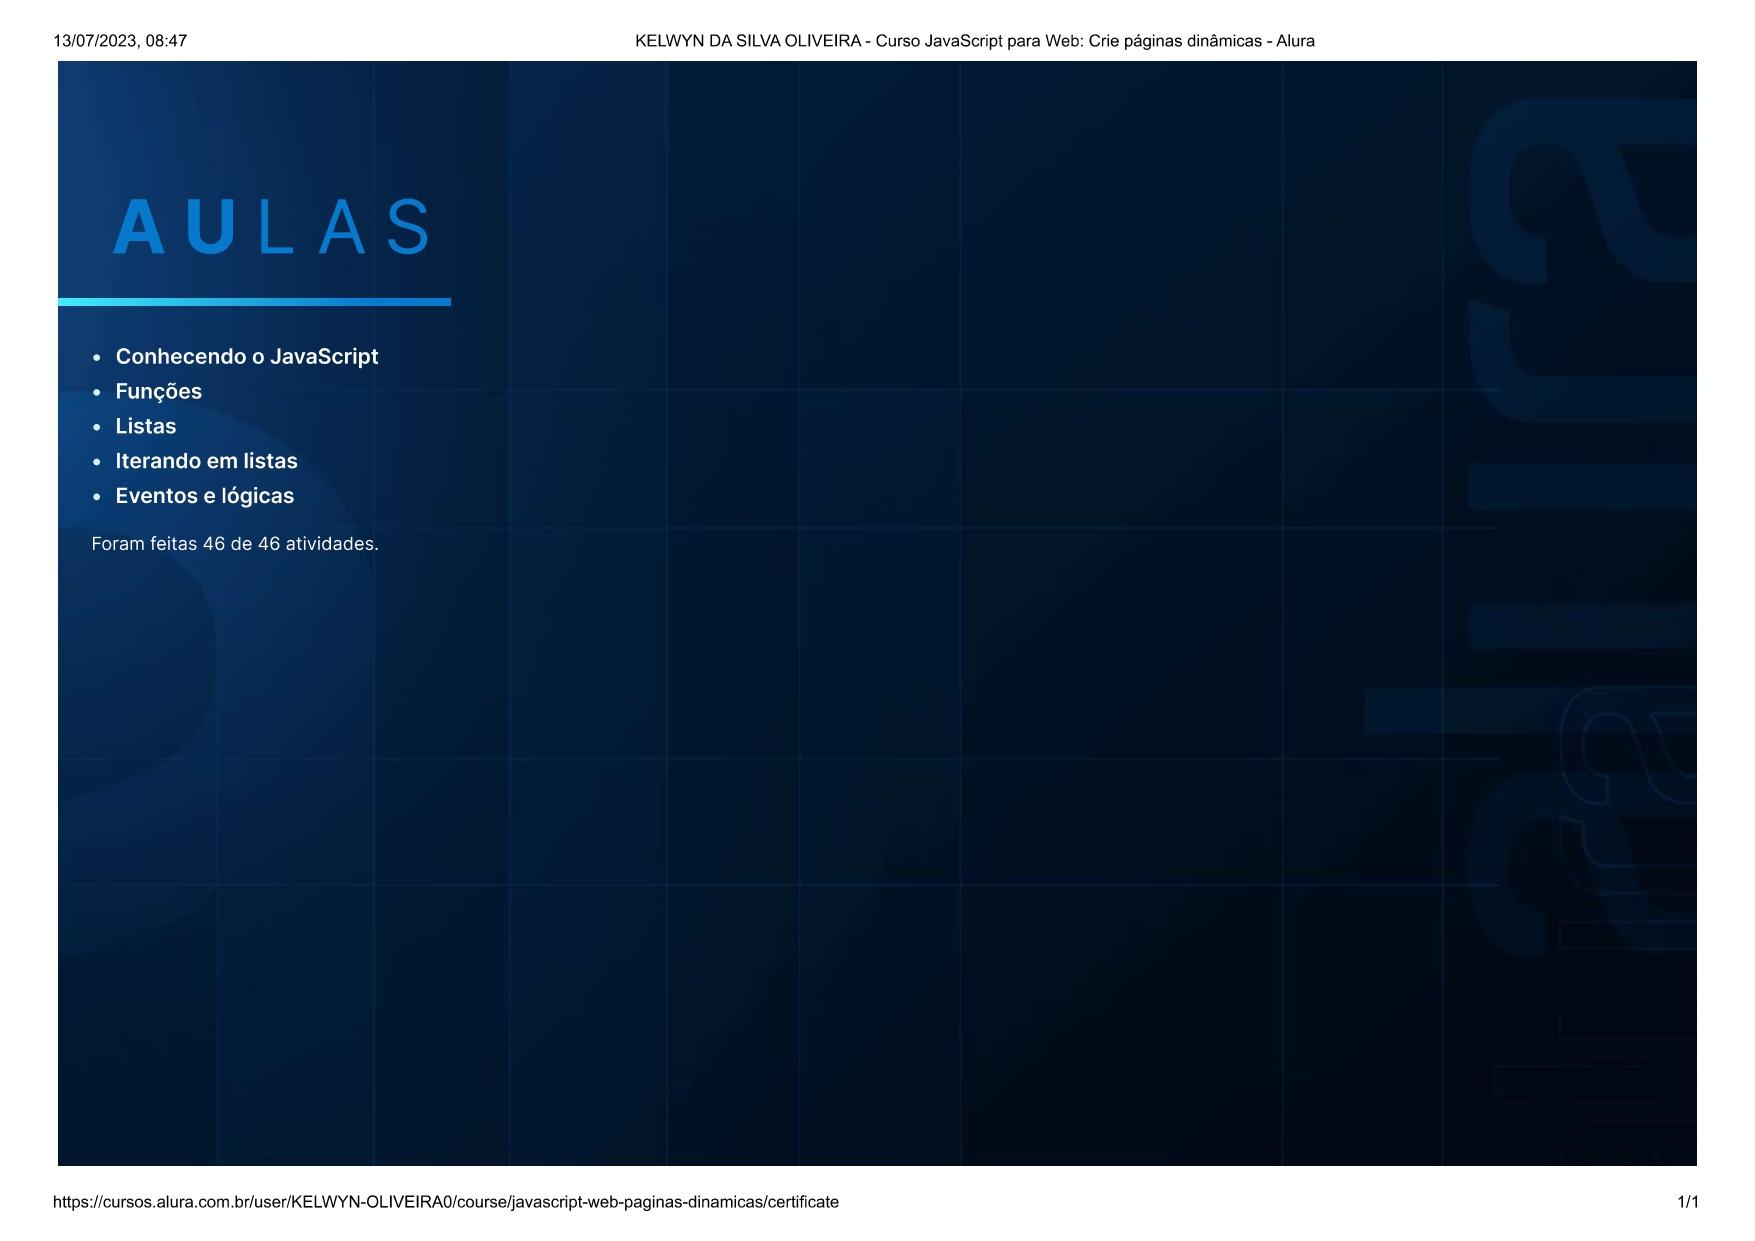 13/07/2023, 08:47
KELWYN DA SILVA OLIVEIRA - Curso JavaScript para Web: Crie páginas dinâmicas - Alura
AULAS
• Conhecendo o JavaScript
• Funções
• Listas
• Iterando em listas
• Eventos e lógicas
Foram feitas 46 de 46 atividades.
alura
https://cursos.alura.com.br/user/KELWYN-OLIVEIRA0/course/javascript-web-paginas-dinamicas/certificate
1/1